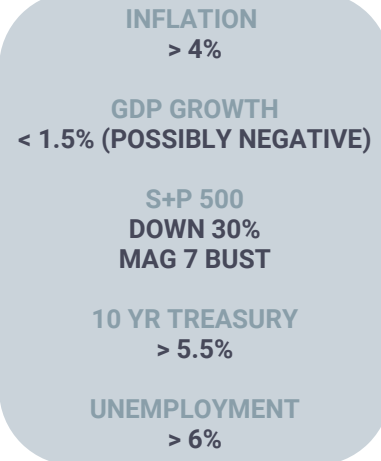 INFLATION
> 4%
GDP GROWTH
< 1.5% (POSSIBLY NEGATIVE)
S+P 500
DOWN 30%
MAG 7 BUST
10 YR TREASURY
> 5.5%
UNEMPLOYMENT
> 6%